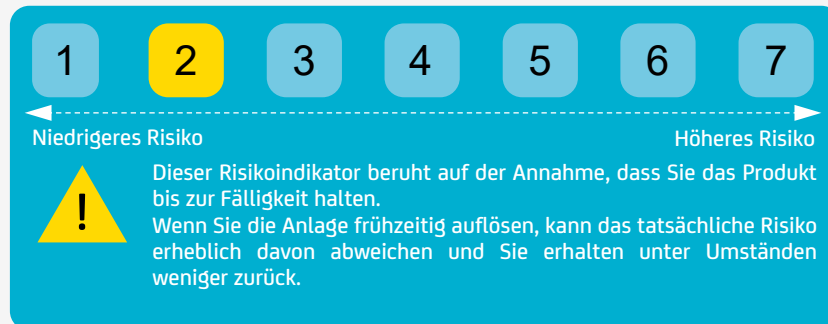 1 2 3 4 5 6 7
Niedrigeres Risiko Höheres Risiko
! Dieser Risikoindikator beruht auf der Annahme, dass Sie das Produkt
bis zur Fälligkeit halten.
Wenn Sie die Anlage frühzeitig auflösen, kann das tatsächliche Risiko
erheblich davon abweichen und Sie erhalten unter Umständen
weniger zurück.